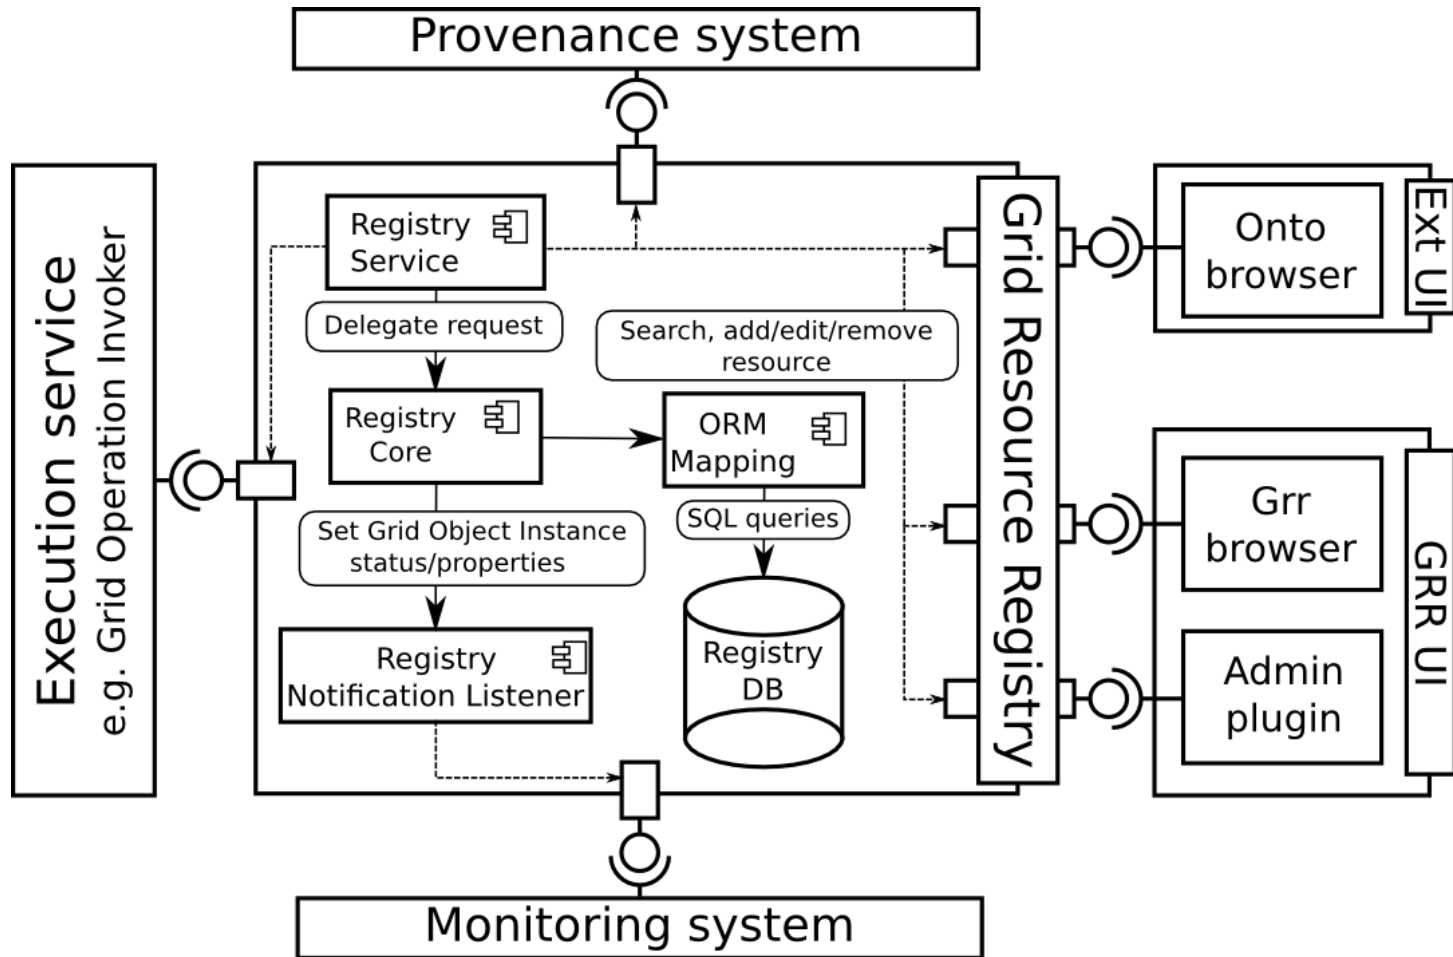 Provenance system
Execution service
e.g. Grid Operation Invoker
Registry
Service
Delegate request
Search, add/edit/remove
resource
Registry
Core
ORM
Mapping
Set Grid Object Instance
status/properties
SQL queries
Registry
Notification Listener
Registry
DB
Grid Resource Registry
Onto
browser
Ext UI
Grr
browser
Admin
plugin
GRR UI
Monitoring system